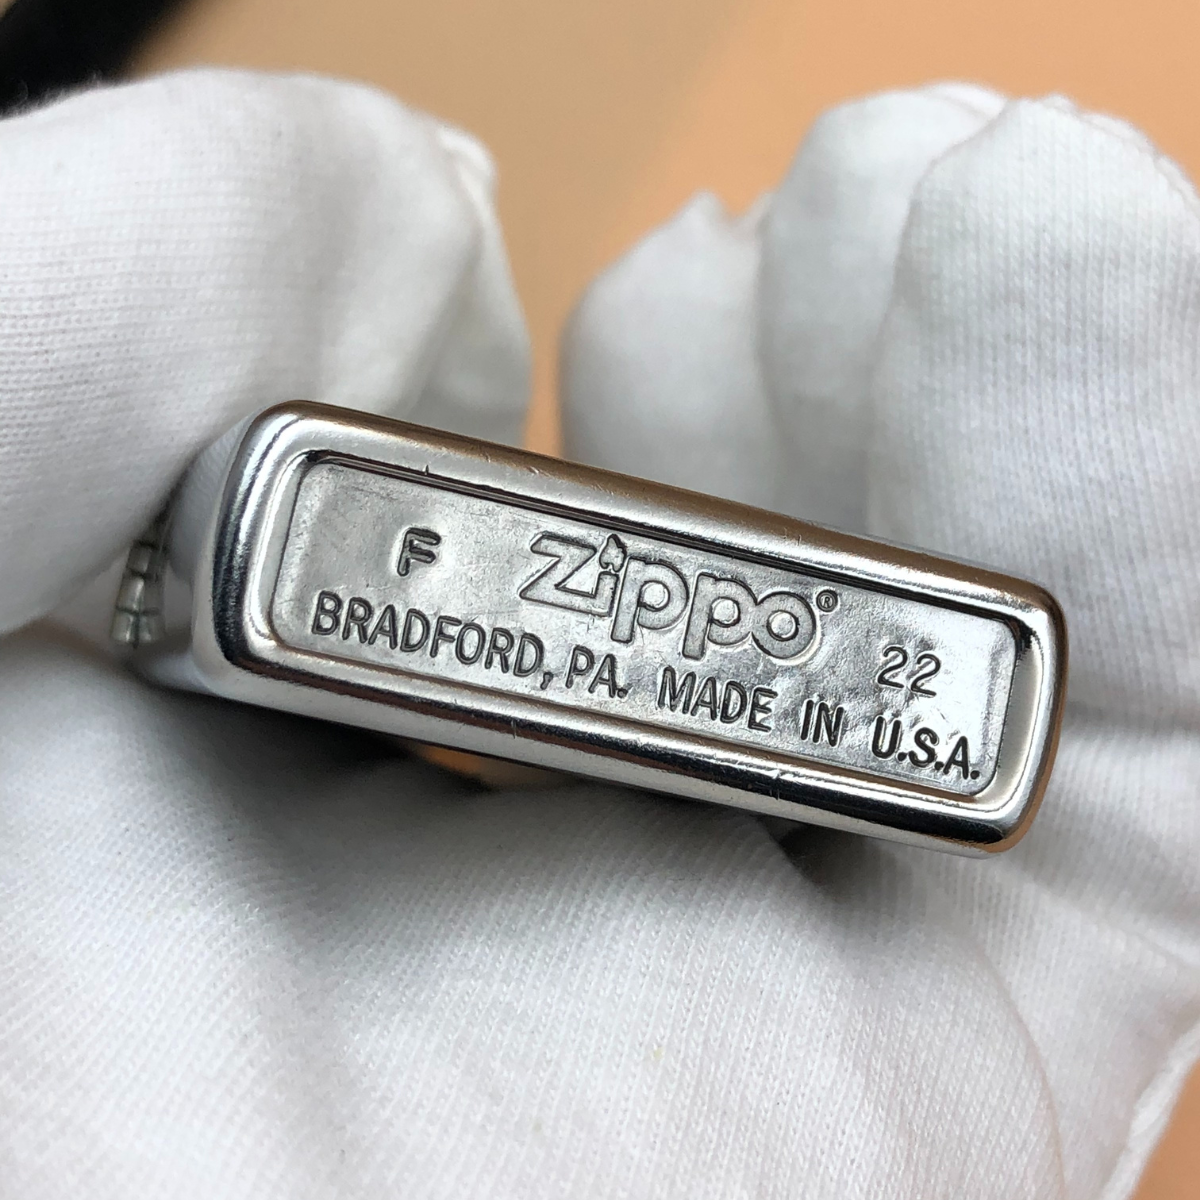 F Zippo® 22
BRADFORD, PA. MADE IN U.S.A.